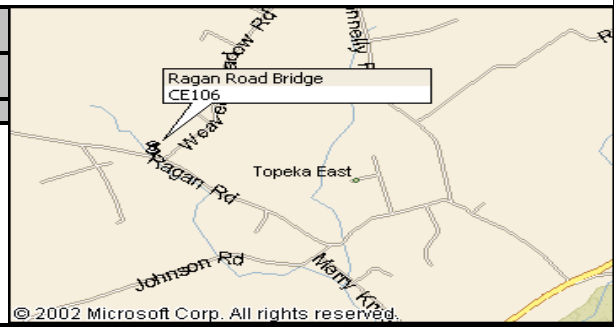 Ragan Road Bridge
CE106
Ragan Rd
Topeka East
Johnson Rd
© 2002 Microsoft Corp. All rights reserved.